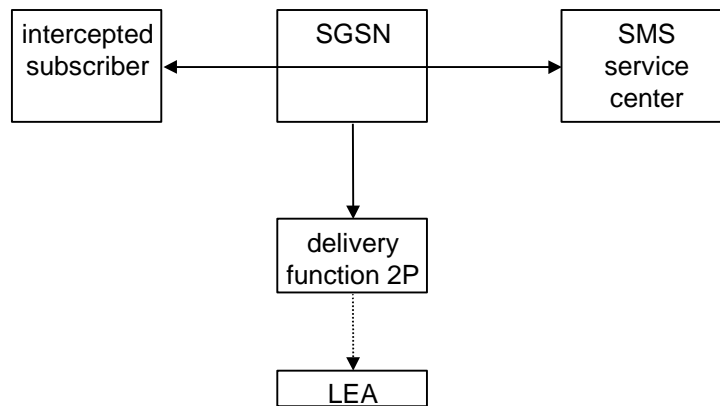 intercepted
subscriber
SGSN
SMS
service
center
delivery
function 2P
LEA